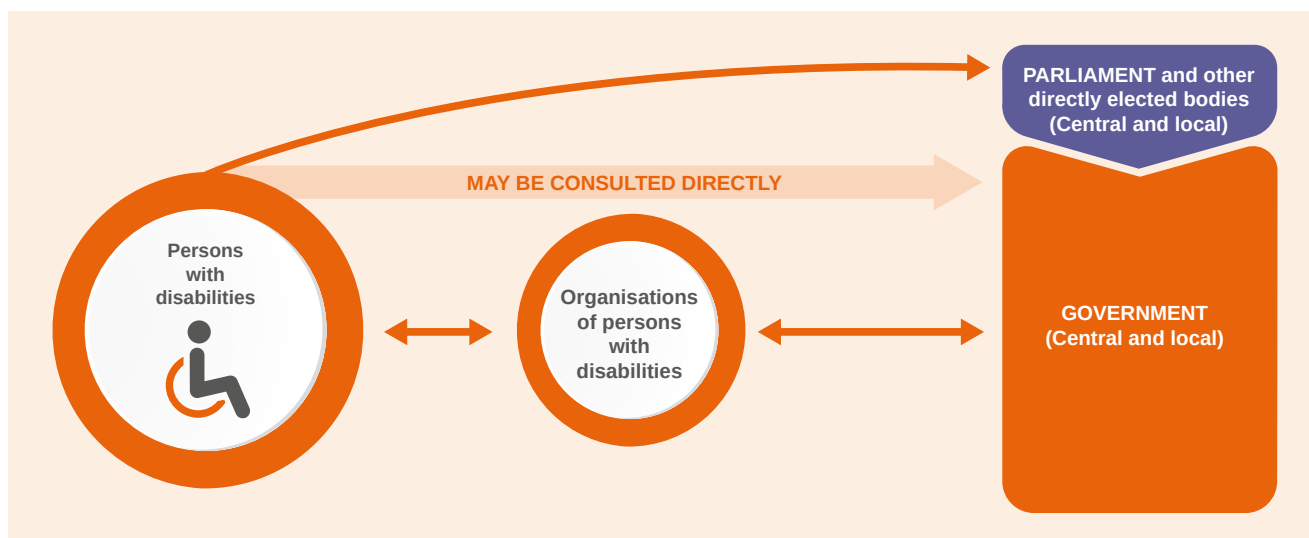 PARLIAMENT and other
directly elected bodies
(Central and local)
MAY BE CONSULTED DIRECTLY
Persons
with
disabilities
Organisations
of persons
with
disabilities
GOVERNMENT
(Central and local)